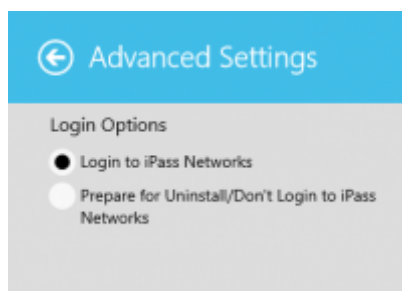 Advanced Settings
Login Options
Login to iPass Networks
Prepare for Uninstall/Don't Login to iPass
Networks